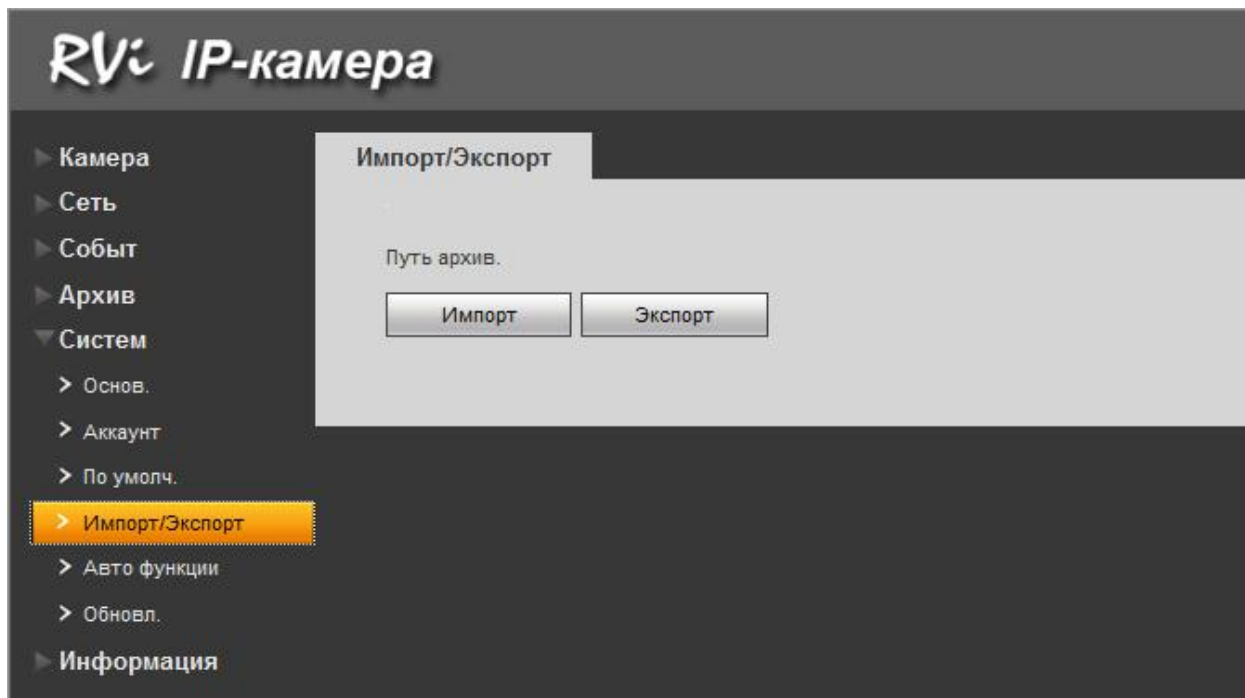 RVi IP-камера
Камера
Сеть
Событ
Архив
Систем
Основ.
Аккаунт
По умолч.
Импорт/Экспорт
Авто функции
Обновл.
Информация
Импорт/Экспорт
Путь архив.
Импорт Экспорт